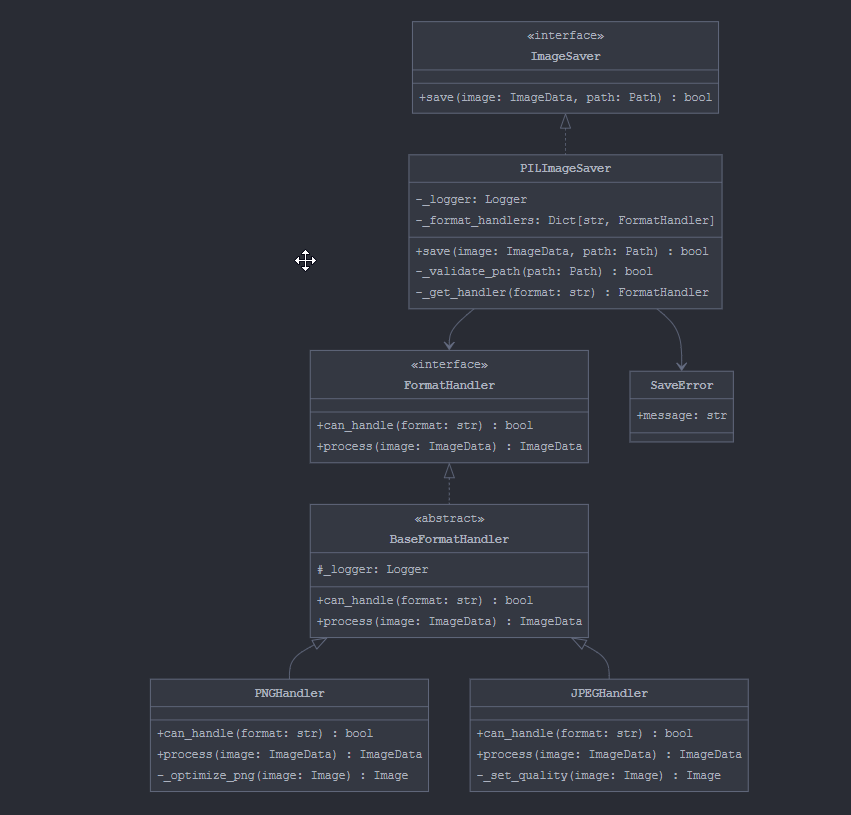 «interface»
ImageSaver
+save(image: ImageData, path: Path) : bool
PILImageSaver
-_logger: Logger
-_format_handlers: Dict[str, FormatHandler]
+save(image: ImageData, path: Path) : bool
-_validate_path(path: Path) : bool
-_get_handler(format: str) : FormatHandler
«interface»
FormatHandler
+can_handle(format: str) : bool
+process(image: ImageData) : ImageData
SaveError
+message: str
«abstract»
BaseFormatHandler
#_logger: Logger
+can_handle(format: str) : bool
+process(image: ImageData) : ImageData
PNGHandler
+can_handle(format: str) : bool
+process(image: ImageData) : ImageData
-_optimize_png(image: Image) : Image
JPEGHandler
+can_handle(format: str) : bool
+process(image: ImageData) : ImageData
-_set_quality(image: Image) : Image